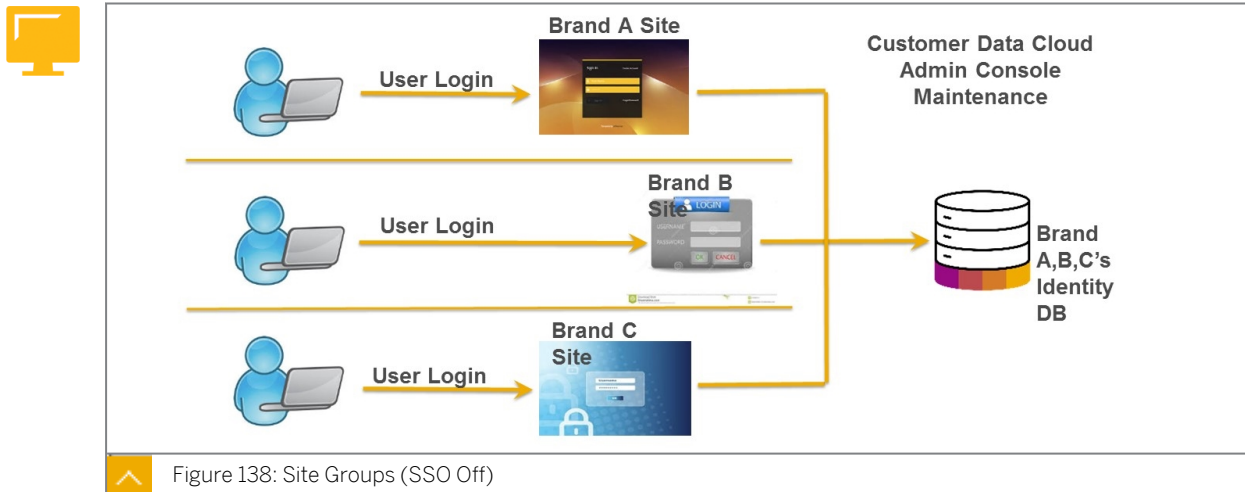 Brand A Site
Customer Data Cloud
Admin Console
Maintenance
User Login
Brand B
Site
LOGIN
USERNAME
PASSWORD
OK
CANCEL
User Login
Brand
A,B,C's
Identity
DB
Brand C
Site
User Login
Figure 138: Site Groups (SSO Off)